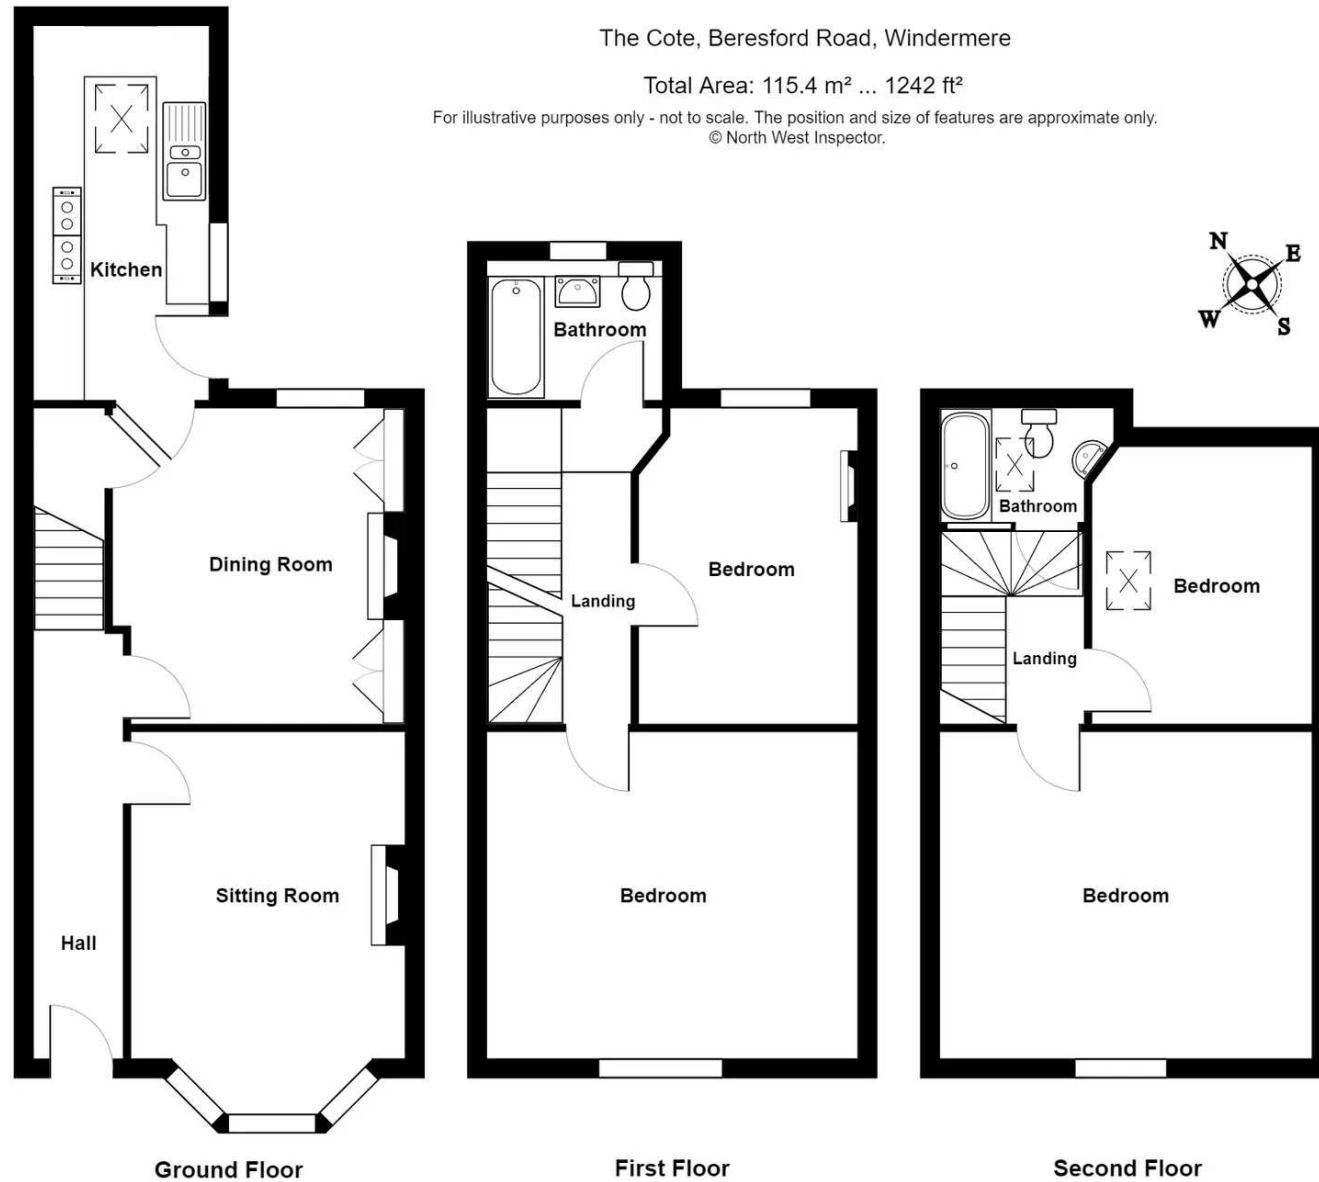 The Cote, Beresford Road, Windermere
Total Area: 115.4 m² ... 1242 ft²
For illustrative purposes only - not to scale. The position and size of features are approximate only.
© North West Inspector.
N
E
W
S
Kitchen
Dining Room
Sitting Room
Hall
Ground Floor
Bathroom
Bedroom
Landing
Bedroom
First Floor
Bathroom
Bedroom
Landing
Bedroom
Second Floor